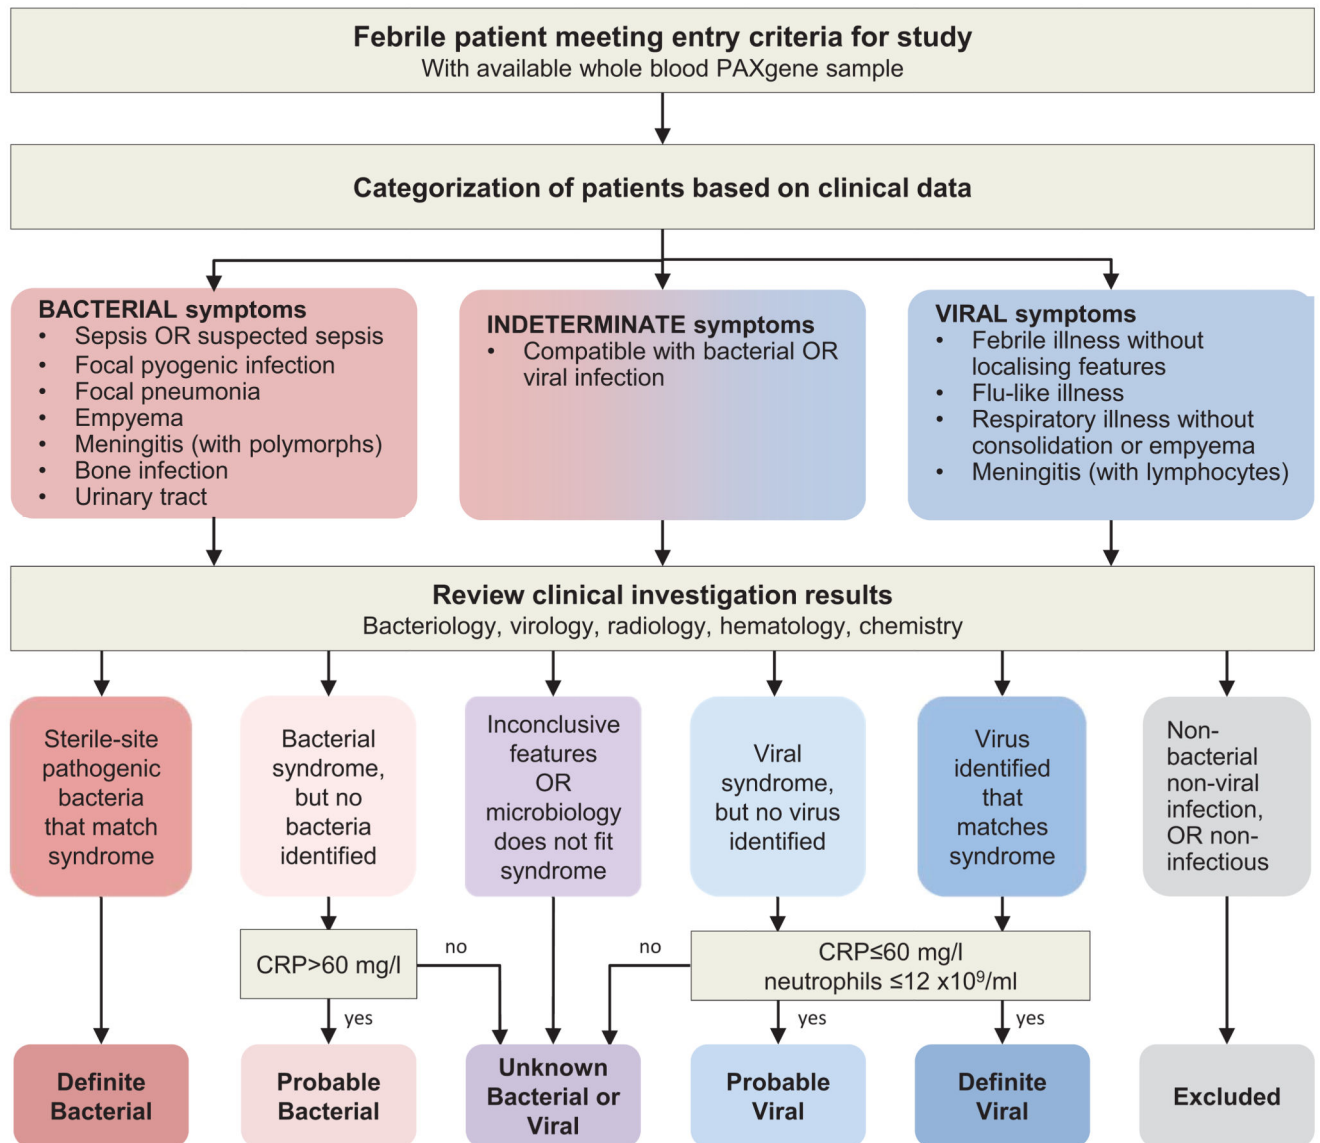 Febrile patient meeting entry criteria for study
With available whole blood PAXgene sample
Categorization of patients based on clinical data
BACTERIAL symptoms
• Sepsis OR suspected sepsis
• Focal pyogenic infection
• Focal pneumonia
• Empyema
• Meningitis (with polymorphs)
• Bone infection
• Urinary tract
INDETERMINATE symptoms
• Compatible with bacterial OR
viral infection
VIRAL symptoms
• Febrile illness without
localising features
• Flu-like illness
• Respiratory illness without
consolidation or empyema
• Meningitis (with lymphocytes)
Review clinical investigation results
Bacteriology, virology, radiology, hematology, chemistry
Sterile-site
pathogenic
bacteria
that match
syndrome
Bacterial
syndrome,
but no
bacteria
identified
Inconclusive
features
OR
microbiology
does not fit
syndrome
Viral
syndrome,
but no virus
identified
Virus
identified
that
matches
syndrome
Non-
bacterial
non-viral
infection,
OR non-
infectious
CRP>60 mg/l
no
yes
no
CRP≤60 mg/l
neutrophils ≤12 x10⁹/ml
yes
yes
Definite
Bacterial
Probable
Bacterial
Unknown
Bacterial or
Viral
Probable
Viral
Definite
Viral
Excluded